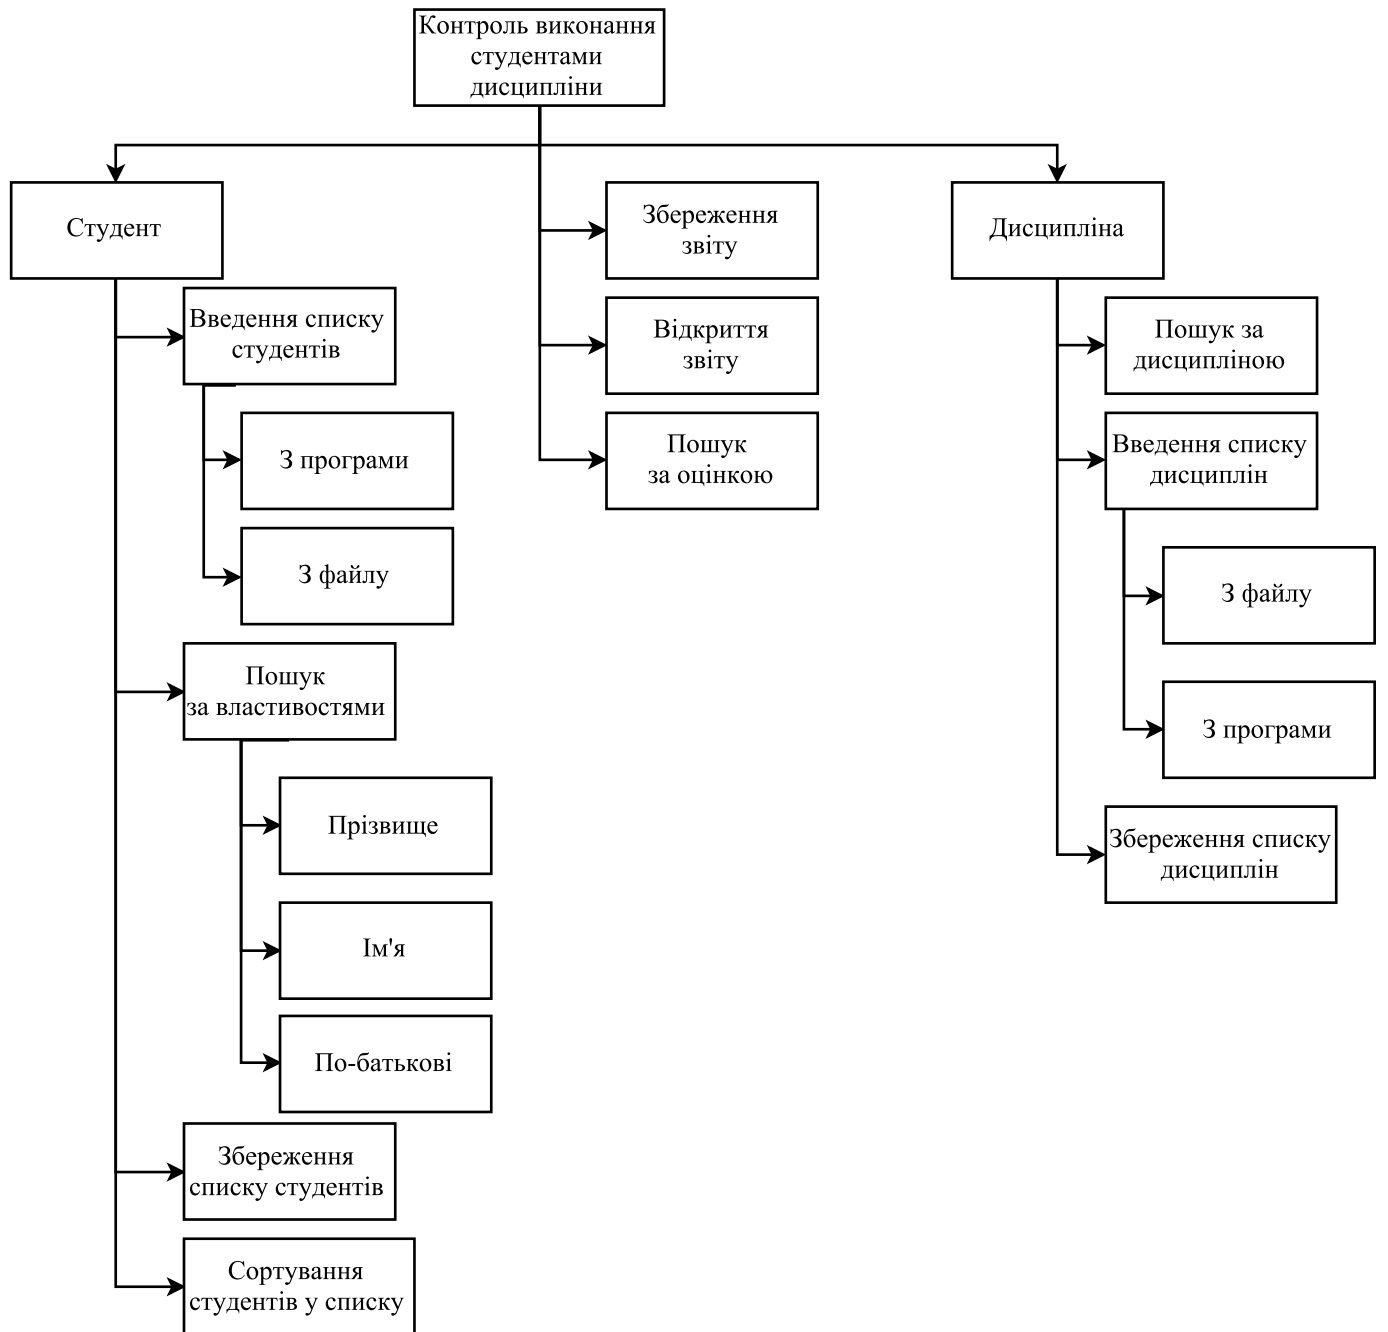 Контроль виконання
студентами
дисципліни
Студент
Введення списку
студентів
З програми
З файлу
Пошук
за властивостями
Прізвище
Ім'я
По-батькові
Збереження
списку студентів
Сортування
студентів у списку
Збереження
звіту
Відкриття
звіту
Пошук
за оцінкою
Дисципліна
Пошук за
дисципліною
Введення списку
дисциплін
З файлу
З програми
Збереження списку
дисциплін